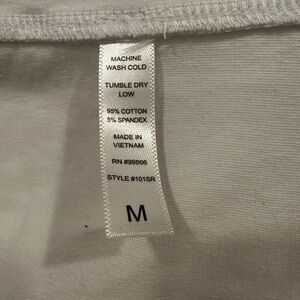 MACHINE
WASH COLD
TUMBLE DRY
LOW
95% COTTON
5% SPANDEX
MADE IN
VIETNAM
RN #99866
STYLE #101SR
M